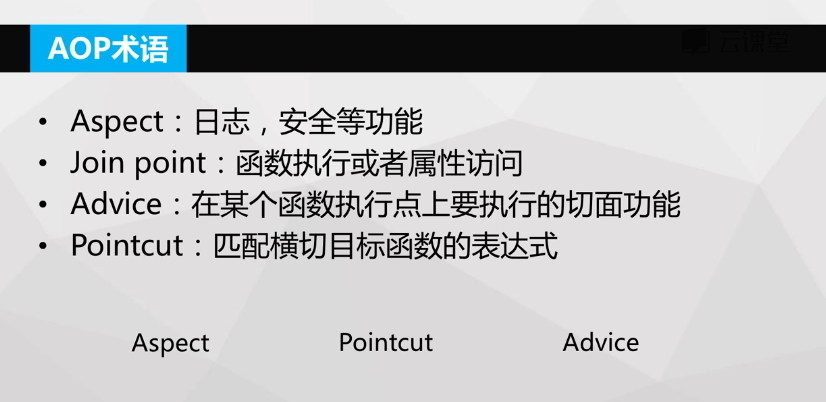 AOP术语
云课堂
• Aspect：日志，安全等功能
• Join point：函数执行或者属性访问
• Advice：在某个函数执行点上要执行的切面功能
• Pointcut：匹配横切目标函数的表达式
Aspect Pointcut Advice